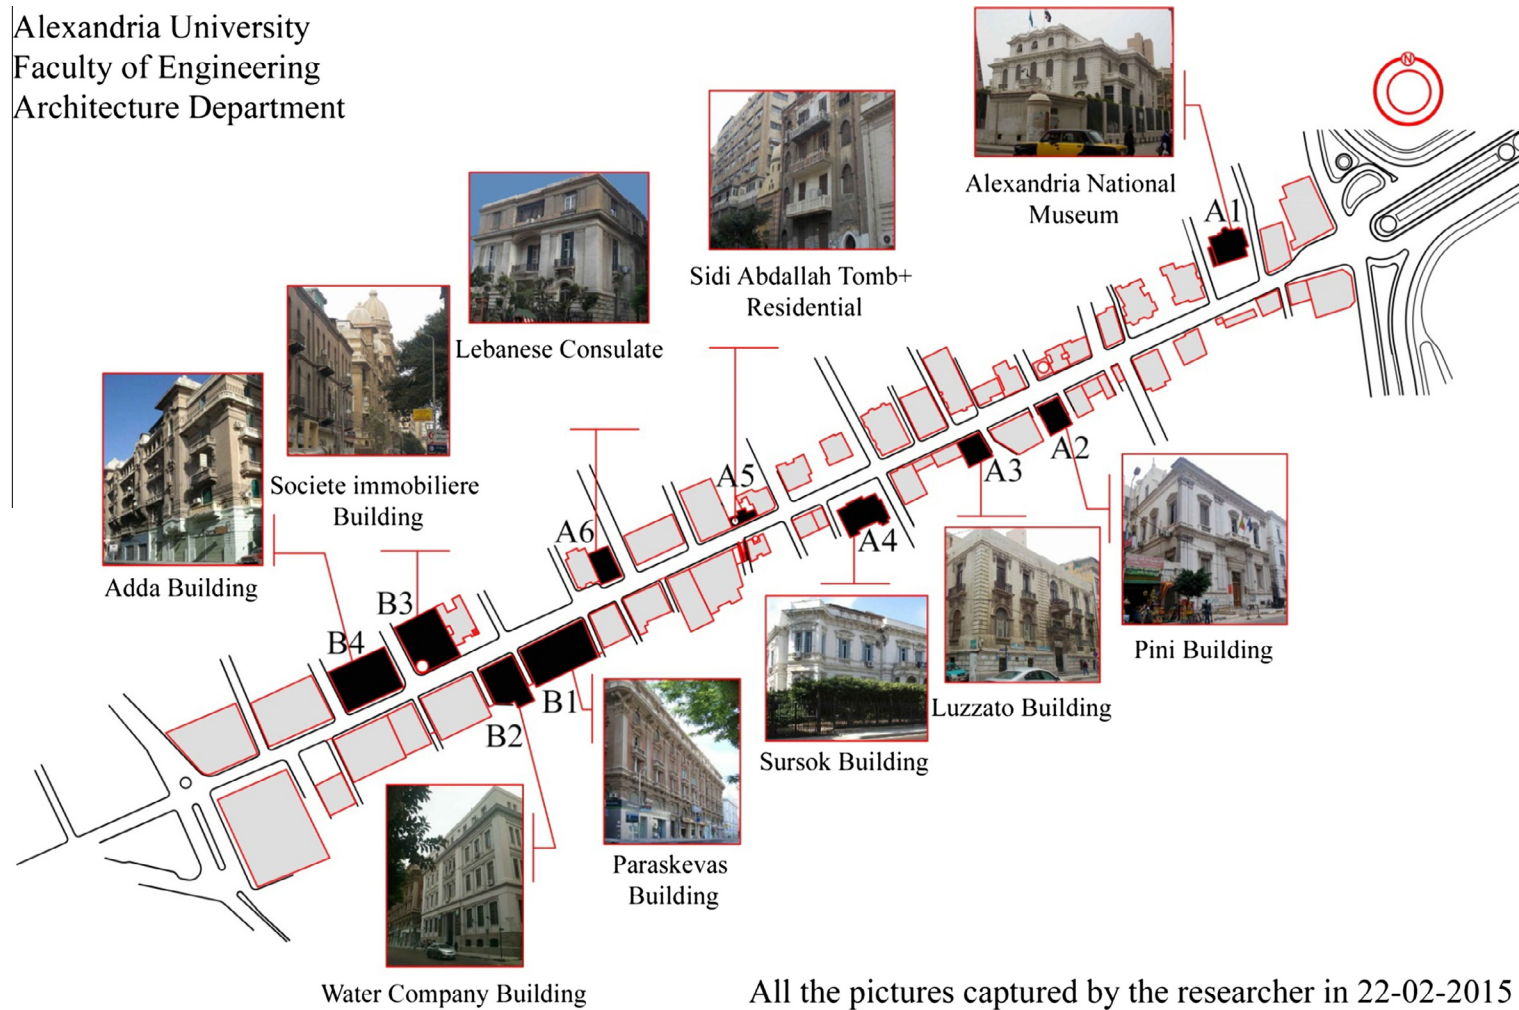 Alexandria University
Faculty of Engineering
Architecture Department
N
Alexandria National
Museum
A1
Sidi Abdallah Tomb+
Residential
Lebanese Consulate
Societe immobiliere
Building
Adda Building
A2
A3
A4
A5
A6
B3
B4
B1
B2
Pini Building
Luzzato Building
Sursok Building
Paraskevas
Building
Water Company Building
All the pictures captured by the researcher in 22-02-2015